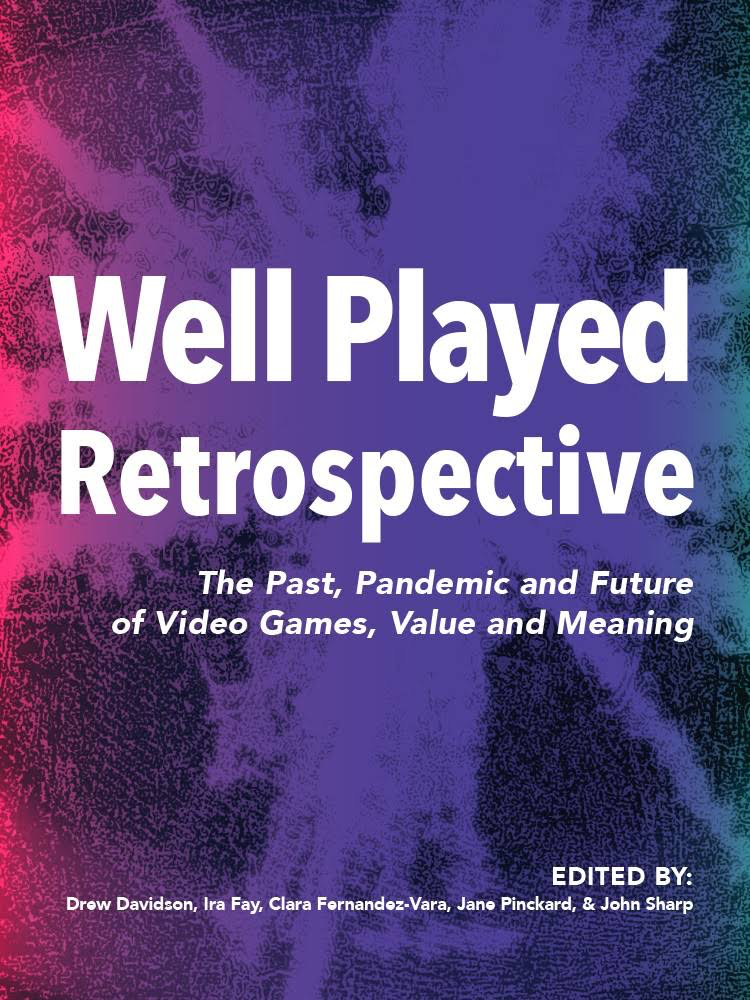 Well Played
Retrospective
The Past, Pandemic and Future
of Video Games, Value and Meaning
EDITED BY:
Drew Davidson, Ira Fay, Clara Fernandez-Vara, Jane Pinckard, & John Sharp